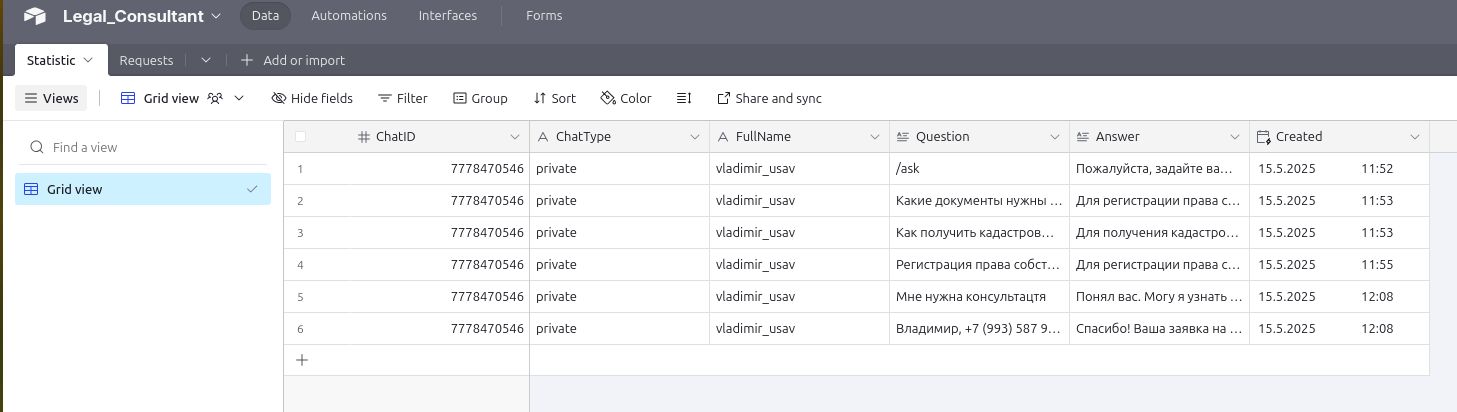 Legal_Consultant Data Automations Interfaces Forms
Statistic Requests Add or import
Views Grid view Hide fields Filter Group Sort Color Share and sync
Find a view
Grid view
ChatID ChatType FullName Question Answer Created
1 7778470546 private vladimir_usav /ask Пожалуйста, задайте ва... 15.5.2025 11:52
2 7778470546 private vladimir_usav Какие документы нужны ... Для регистрации права с... 15.5.2025 11:53
3 7778470546 private vladimir_usav Как получить кадастров... Для получения кадастро... 15.5.2025 11:53
4 7778470546 private vladimir_usav Регистрация права собст... Для регистрации права с... 15.5.2025 11:55
5 7778470546 private vladimir_usav Мне нужна консультацтя Понял вас. Могу я узнать ... 15.5.2025 12:08
6 7778470546 private vladimir_usav Владимир, +7 (993) 587 9... Спасибо! Ваша заявка на ... 15.5.2025 12:08